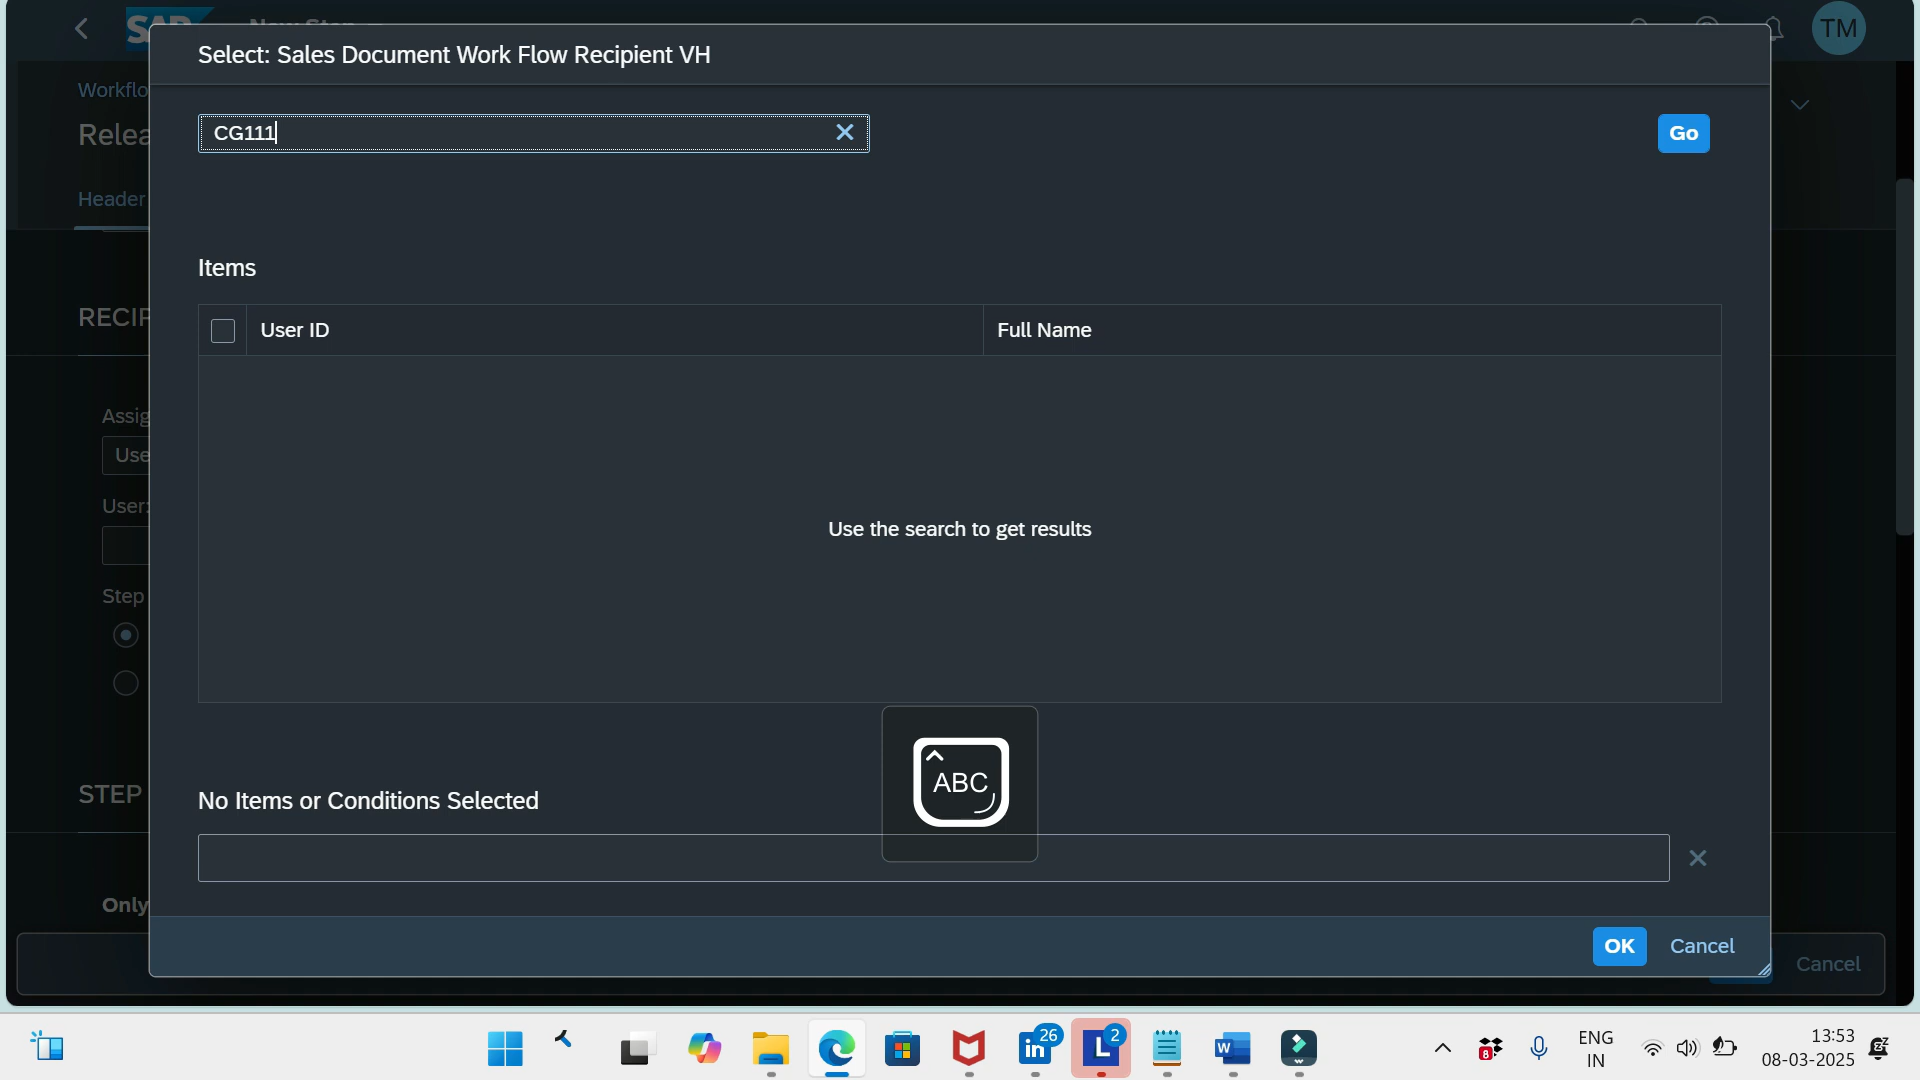 SAP
TM
Select: Sales Document Work Flow Recipient VH
Workflo
CG111
Go
Relea
Header
Items
User ID
Full Name
RECIP
Assig
Use
User:
Use the search to get results
Step
ABC
STEP
No Items or Conditions Selected
Only
OK
Cancel
Cancel
26
2
8
ENG
IN
13:53
08-03-2025